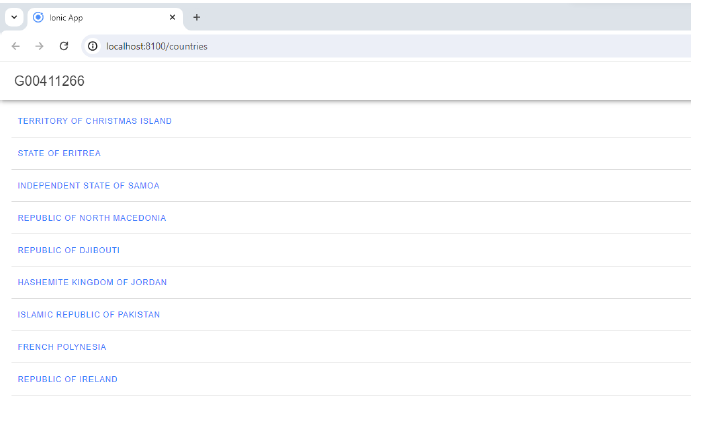 Ionic App
localhost:8100/countries
G00411266
TERRITORY OF CHRISTMAS ISLAND
STATE OF ERITREA
INDEPENDENT STATE OF SAMOA
REPUBLIC OF NORTH MACEDONIA
REPUBLIC OF DJIBOUTI
HASHEMITE KINGDOM OF JORDAN
ISLAMIC REPUBLIC OF PAKISTAN
FRENCH POLYNESIA
REPUBLIC OF IRELAND